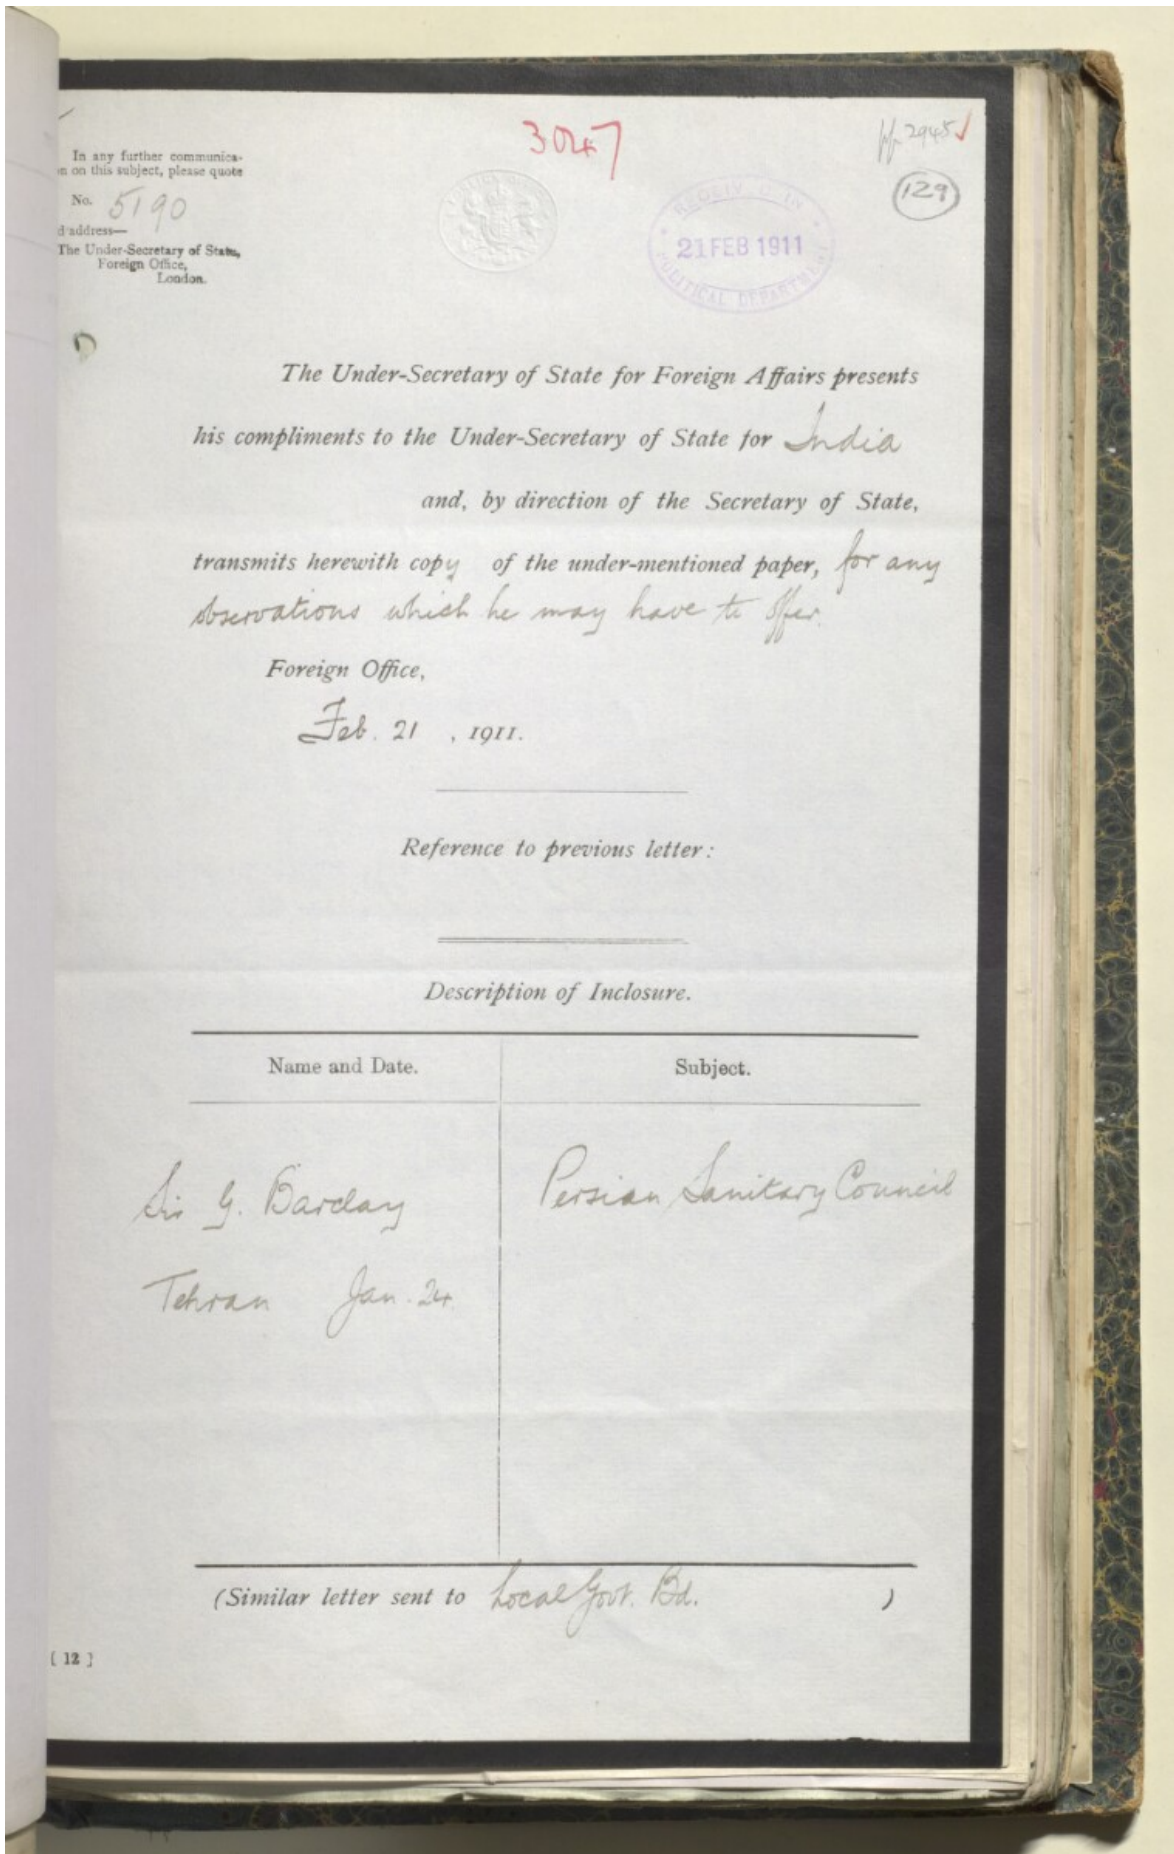 In any further communica-
n on this subject, please quote
No. 5190
d address—
The Under-Secretary of State,
Foreign Office,
London.
3047
2945
129
RECEIVED IN
21 FEB 1911
POLITICAL DEPARTMENT
The Under-Secretary of State for Foreign Affairs presents
his compliments to the Under-Secretary of State for India
and, by direction of the Secretary of State,
transmits herewith copy of the under-mentioned paper, for any
observations which he may have to offer.
Foreign Office,
Feb. 21 , 1911.
Reference to previous letter:
Description of Inclosure.
Name and Date.
Subject.
Sir G. Barclay
Persian Sanitary Council
Tehran Jan. 24.
(Similar letter sent to Local Govt. Bd. )
[ 12 ]